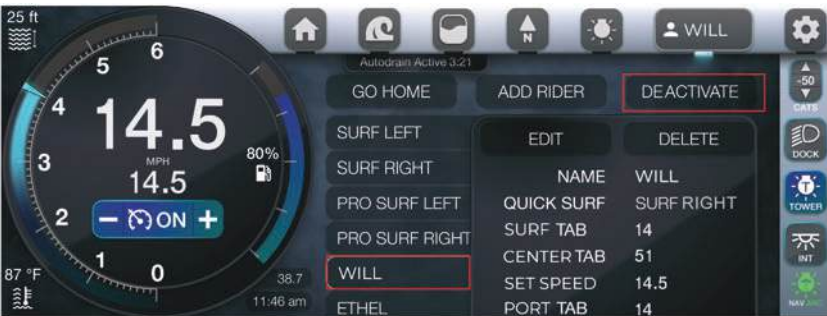 25 ft
WILL
Autodrain Active 3:21
GO HOME
ADD RIDER
DEACTIVATE
-50
CATS
6
5
4
3
2
1
0
14.5
MPH
14.5
80%
- ON +
SURF LEFT
SURF RIGHT
PRO SURF LEFT
PRO SURF RIGHT
WILL
ETHEL
EDIT
DELETE
NAME WILL
QUICK SURF SURF RIGHT
SURF TAB 14
CENTER TAB 51
SET SPEED 14.5
PORT TAB 14
DOCK
T
TOWER
INT
NAV
87 °F
38.7
11:46 am
N